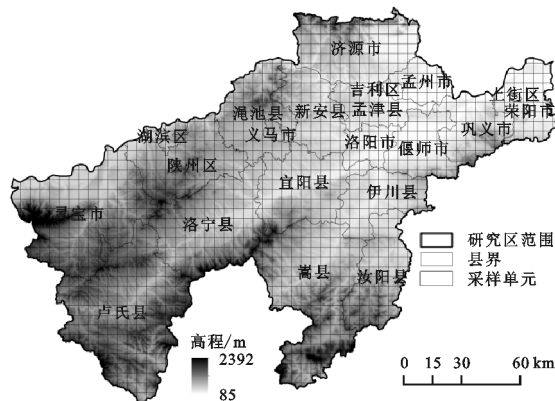 济源市
吉利区
孟州市
上街区
荥阳市
渑池县
新安县
孟津县
巩义市
湖滨区
义马市
洛阳市
偃师市
陕州区
宜阳县
伊川县
灵宝市
洛宁县
嵩县
汝阳县
卢氏县
研究区范围
县界
采样单元
高程/m
2392
85
0 15 30 60 km